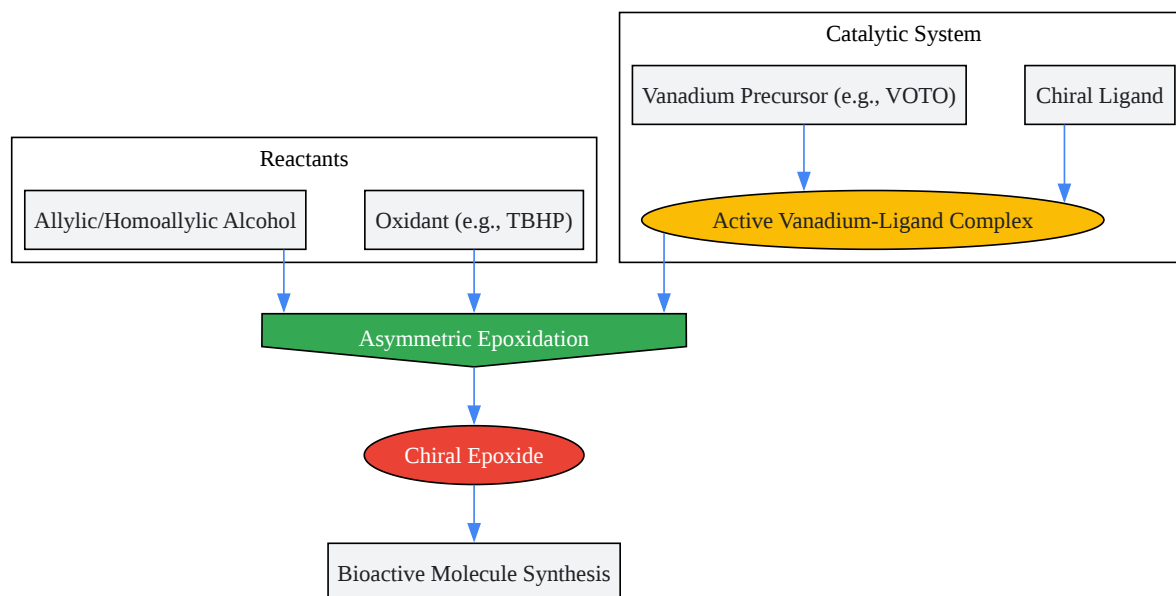 Catalytic System
Vanadium Precursor (e.g., VOTO)
Chiral Ligand
Reactants
Allylic/Homoallylic Alcohol
Oxidant (e.g., TBHP)
Active Vanadium-Ligand Complex
Asymmetric Epoxidation
Chiral Epoxide
Bioactive Molecule Synthesis